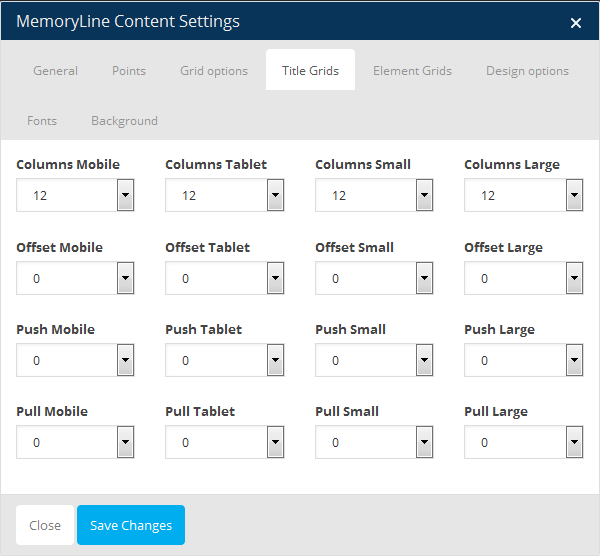 MemoryLine Content Settings ×
General Points Grid options Title Grids Element Grids Design options
Fonts Background
Columns Mobile Columns Tablet Columns Small Columns Large
12 12 12 12
Offset Mobile Offset Tablet Offset Small Offset Large
0 0 0 0
Push Mobile Push Tablet Push Small Push Large
0 0 0 0
Pull Mobile Pull Tablet Pull Small Pull Large
0 0 0 0
Close Save Changes